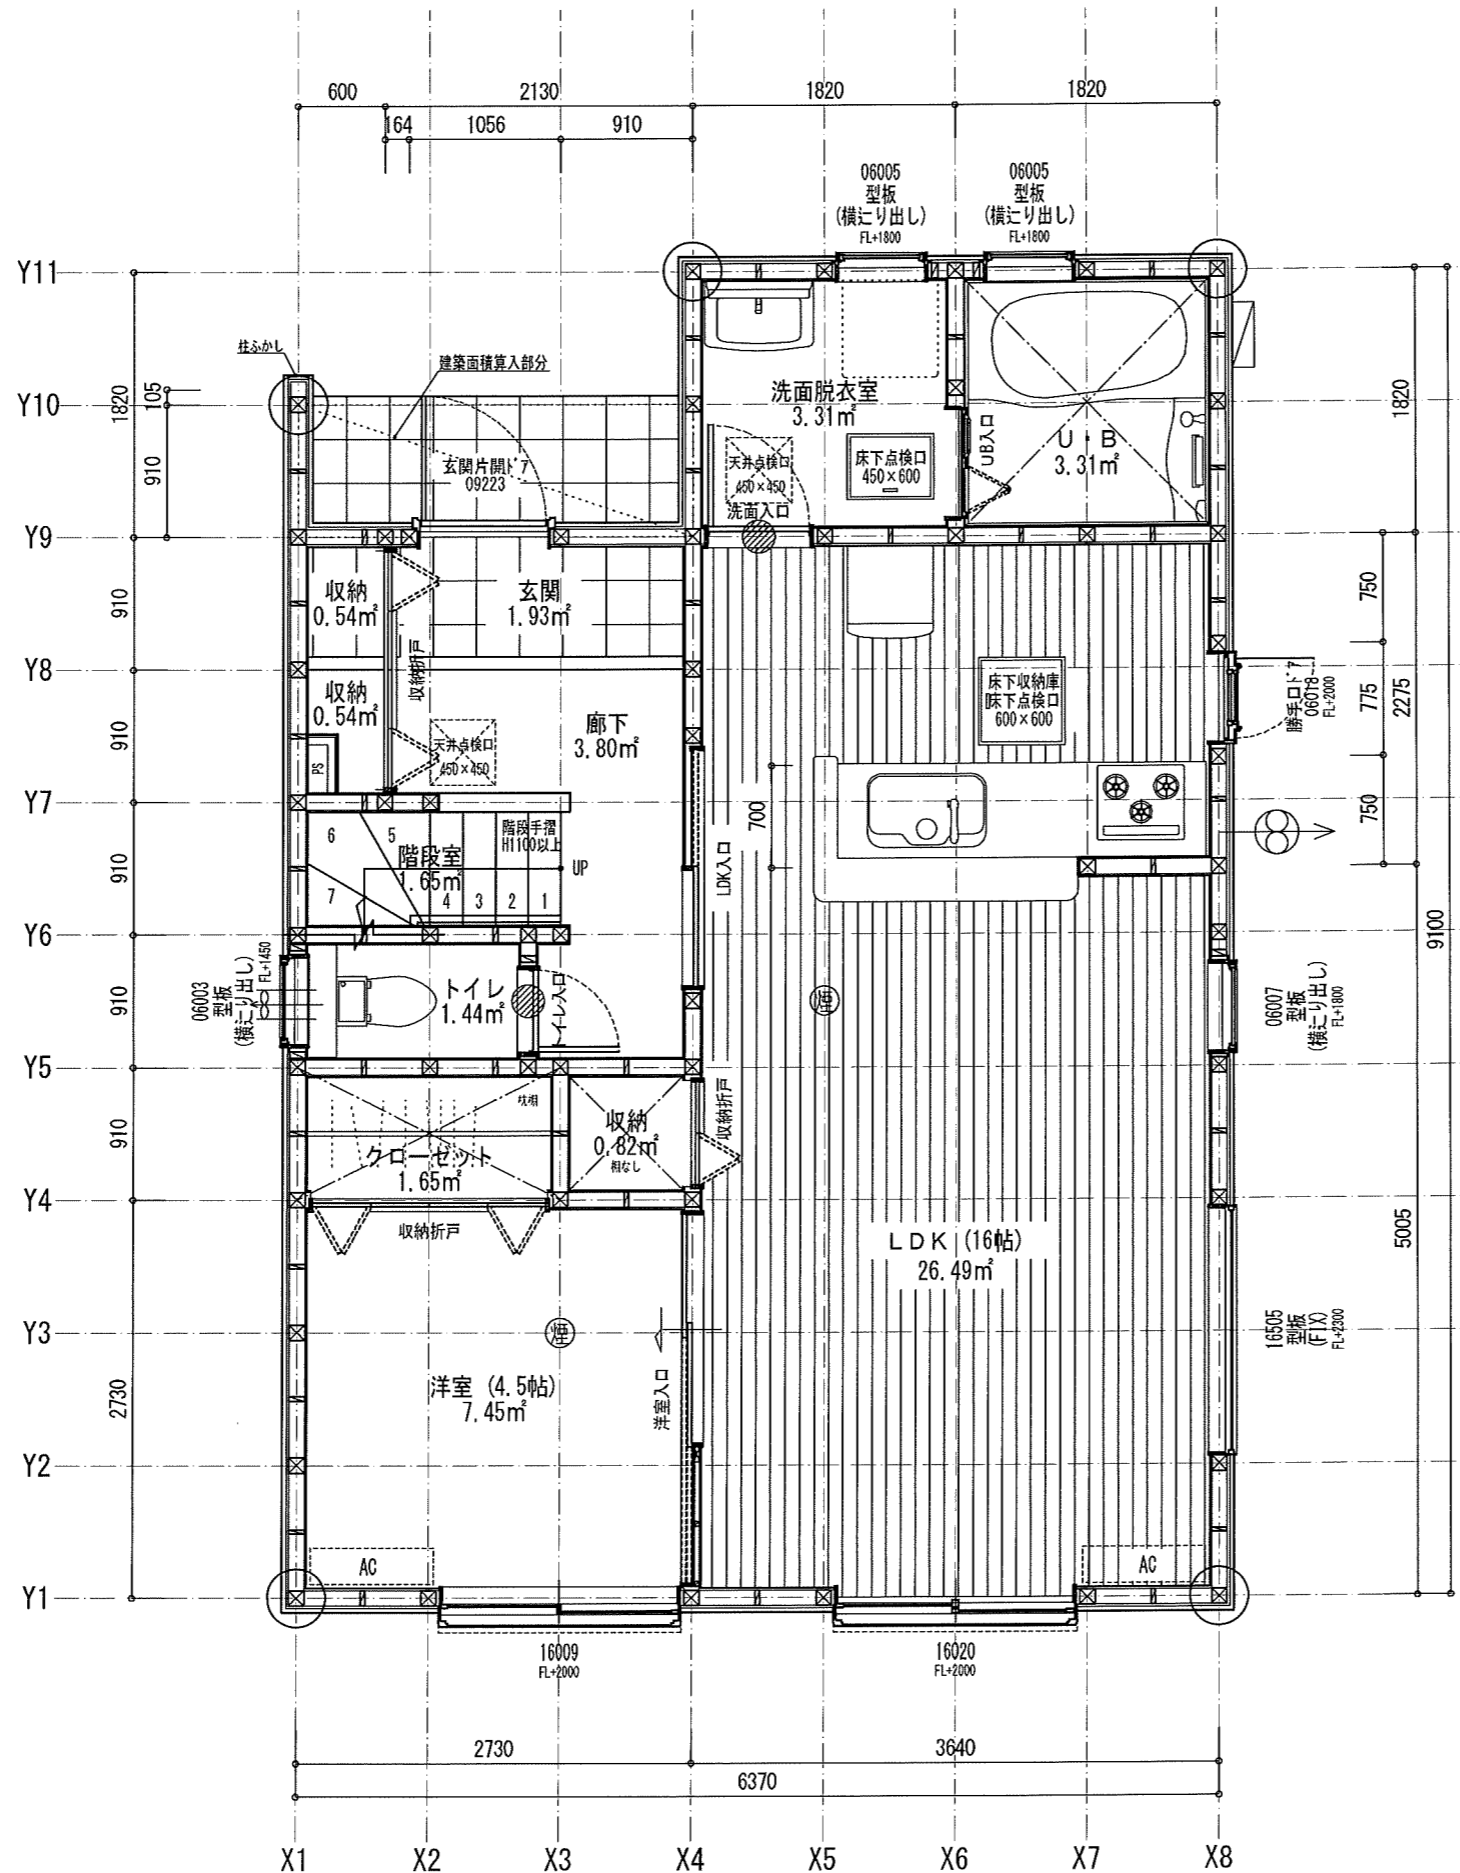 600
2130
1820
1820
164
1056
910
06005
型板
(横辷り出し)
FL+1800
06005
型板
(横辷り出し)
FL+1800
Y11
Y10
Y9
Y8
Y7
Y6
Y5
Y4
Y3
Y2
Y1
1820
105
910
910
910
910
910
910
2730
柱ふかし
建築面積算入部分
玄関片開ドア
09223
洗面脱衣室
3.31㎡
天井点検口
450×450
床下点検口
450×600
洗面入口
UB入口
U・B
3.31㎡
収納
0.54㎡
玄関
1.93㎡
収納折戸
収納
0.54㎡
PS
天井点検口
450×450
廊下
3.80㎡
床下収納庫
床下点検口
600×600
勝手口ドア
06018
FL+2000
1820
750
775
750
2275
9100
5005
6
5
7
4
3
2
1
階段室
1.65㎡
階段手摺
H1100以上
UP
LDK入口
700
06003
型板
(横辷り出し)
FL+1450
トイレ
1.44㎡
トイレ入口
煙
06007
型板
(横辷り出し)
FL+1800
枕棚
クローゼット
1.65㎡
収納
0.82㎡
棚なし
収納折戸
収納折戸
LDK (16帖)
26.49㎡
16505
型板
(FIX)
FL+2300
煙
洋室 (4.5帖)
7.45㎡
洋室入口
AC
AC
16009
FL+2000
16020
FL+2000
2730
3640
6370
X1
X2
X3
X4
X5
X6
X7
X8